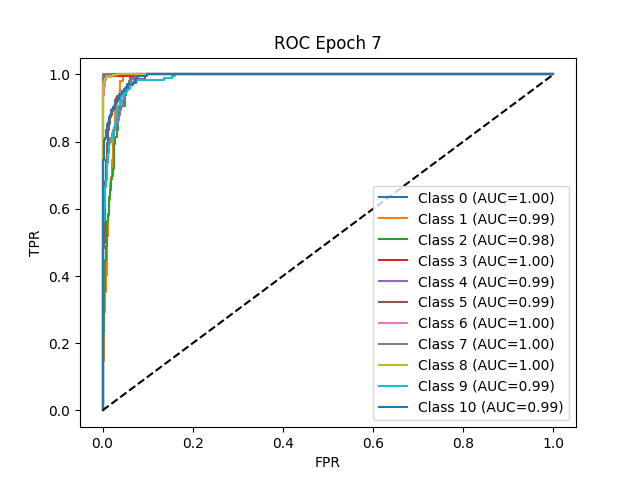 ROC Epoch 7
TPR
1.0
0.8
0.6
0.4
0.2
0.0
Class 0 (AUC=1.00)
Class 1 (AUC=0.99)
Class 2 (AUC=0.98)
Class 3 (AUC=1.00)
Class 4 (AUC=0.99)
Class 5 (AUC=0.99)
Class 6 (AUC=1.00)
Class 7 (AUC=1.00)
Class 8 (AUC=1.00)
Class 9 (AUC=0.99)
Class 10 (AUC=0.99)
0.0 0.2 0.4 0.6 0.8 1.0
FPR